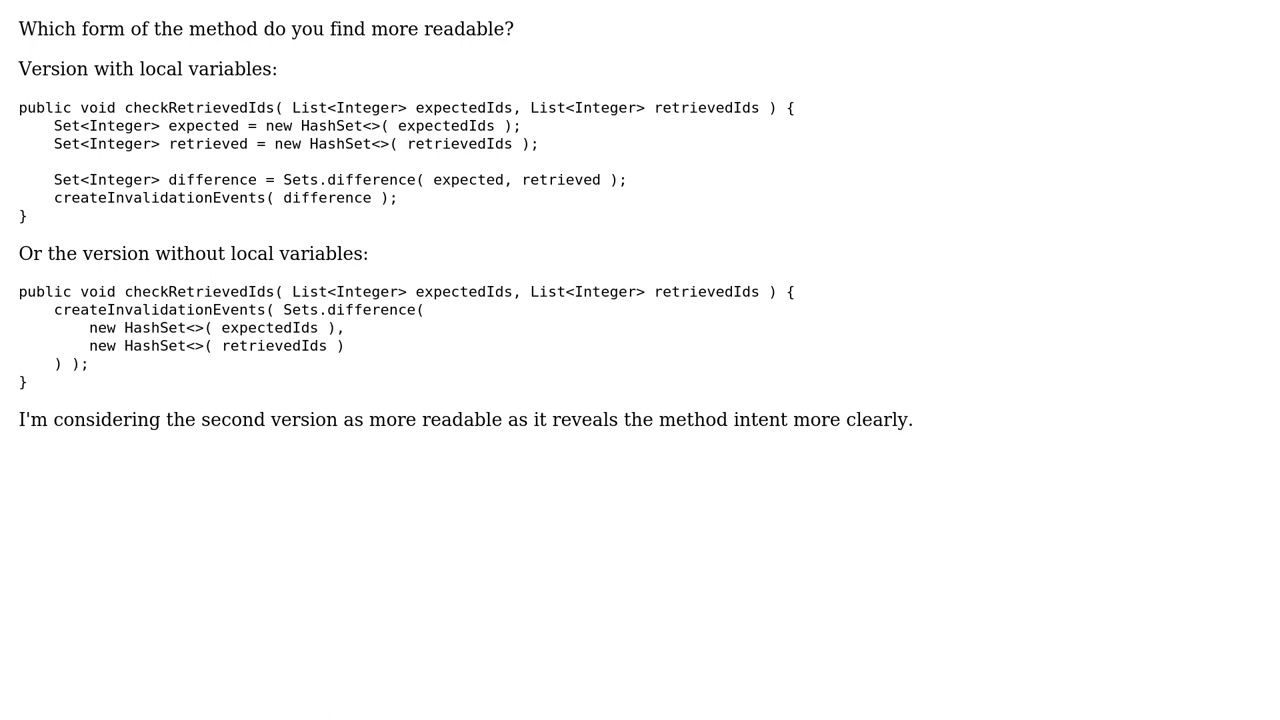 Which form of the method do you find more readable?
Version with local variables:
public void checkRetrievedIds( List<Integer> expectedIds, List<Integer> retrievedIds ) {
    Set<Integer> expected = new HashSet<>( expectedIds );
    Set<Integer> retrieved = new HashSet<>( retrievedIds );

    Set<Integer> difference = Sets.difference( expected, retrieved );
    createInvalidationEvents( difference );
}
Or the version without local variables:
public void checkRetrievedIds( List<Integer> expectedIds, List<Integer> retrievedIds ) {
    createInvalidationEvents( Sets.difference(
        new HashSet<>( expectedIds ),
        new HashSet<>( retrievedIds )
    ) );
}
I'm considering the second version as more readable as it reveals the method intent more clearly.